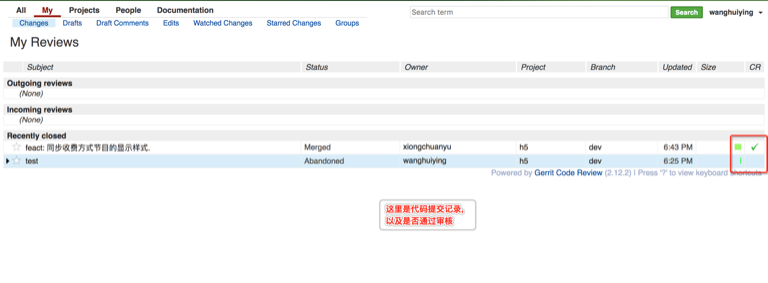 All My Projects People Documentation Search term Search wanghuiying
Changes Drafts Draft Comments Edits Watched Changes Starred Changes Groups
My Reviews
Subject Status Owner Project Branch Updated Size CR
Outgoing reviews
(None)
Incoming reviews
(None)
Recently closed
feact: 同步收费方式节目的显示样式. Merged xiongchuanyu h5 dev 6:43 PM
test Abandoned wanghuiying h5 dev 6:25 PM
Powered by Gerrit Code Review (2.12.2) | Press '?' to view keyboard shortcuts
这里是代码提交记录,
以及是否通过审核